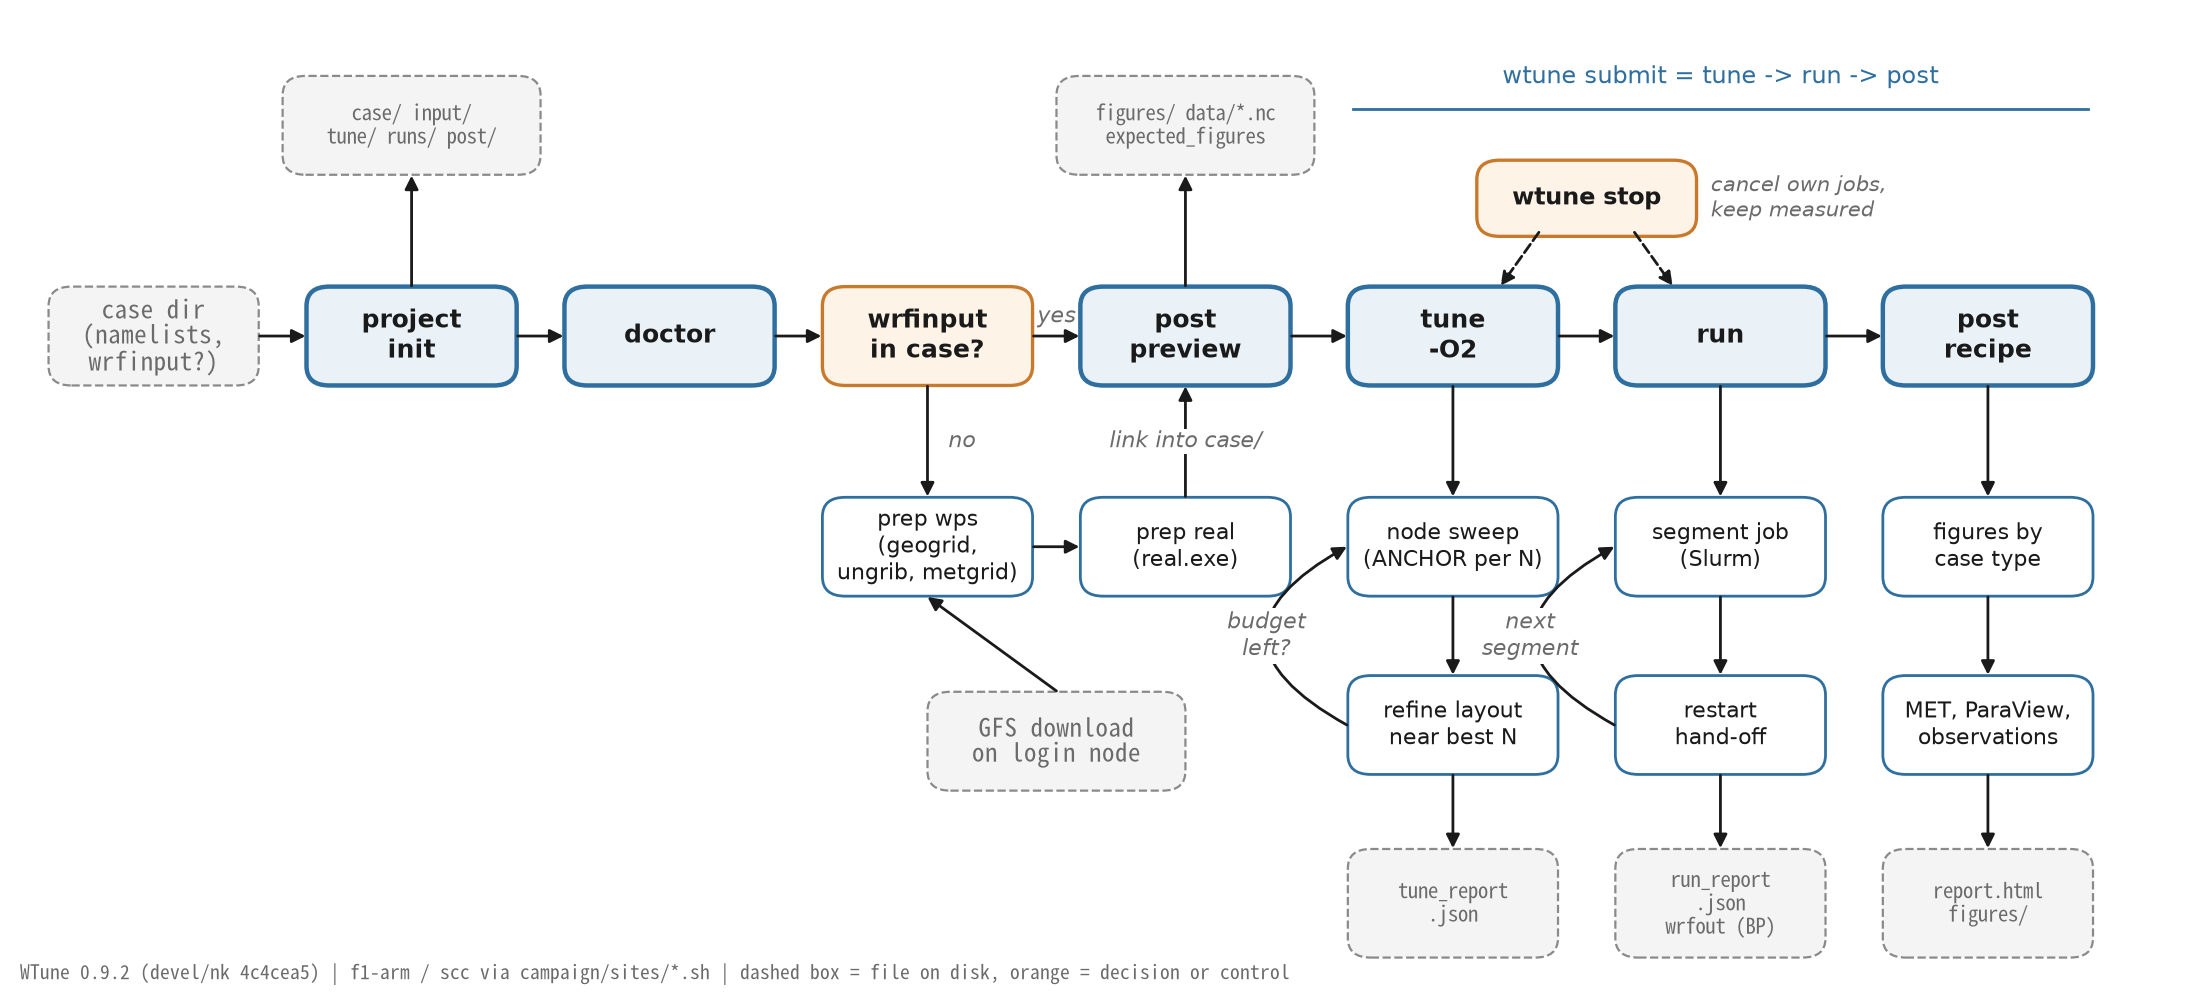 wtune submit = tune -> run -> post
case/ input/
tune/ runs/ post/
figures/ data/*.nc
expected_figures
wtune stop
cancel own jobs,
keep measured
case dir
(namelists,
wrfinput?)
project
init
doctor
wrfinput
in case?
yes
post
preview
tune
-O2
run
post
recipe
no
link into case/
prep wps
(geogrid,
ungrib, metgrid)
prep real
(real.exe)
node sweep
(ANCHOR per N)
segment job
(Slurm)
figures by
case type
budget
left?
next
segment
GFS download
on login node
refine layout
near best N
restart
hand-off
MET, ParaView,
observations
tune_report
.json
run_report
.json
wrfout (BP)
report.html
figures/
WTune 0.9.2 (devel/nk 4c4cea5) | f1-arm / scc via campaign/sites/*.sh | dashed box = file on disk, orange = decision or control